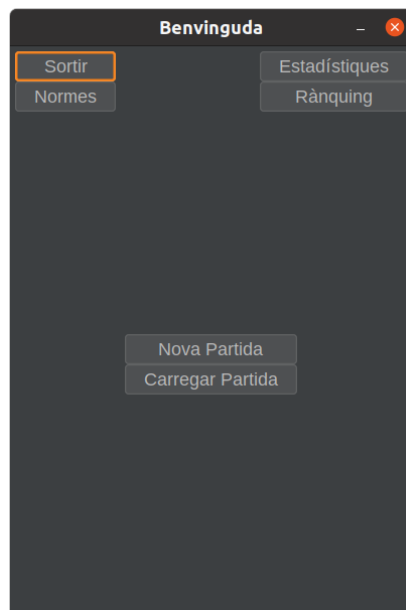 Benvinguda
Sortir Estadístiques
Normes Rànquing
Nova Partida
Carregar Partida